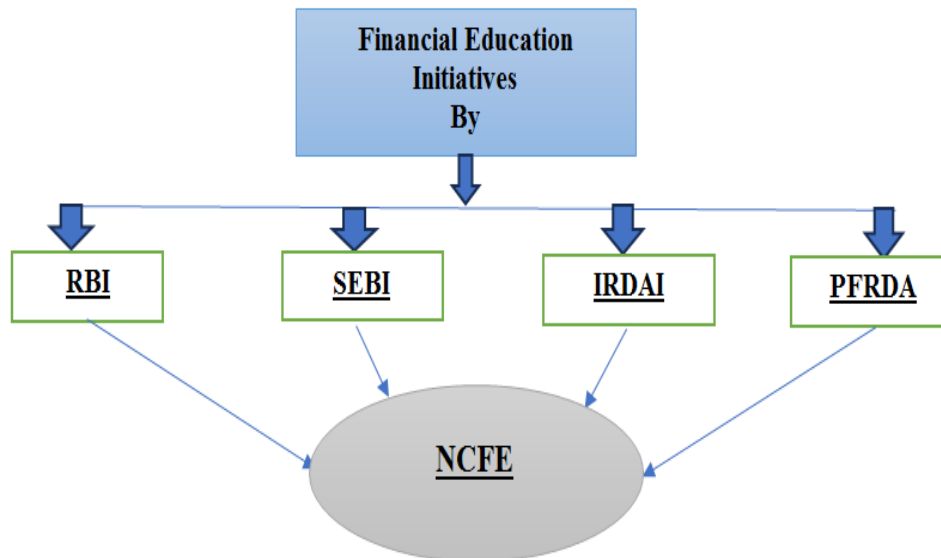 Financial Education
Initiatives
By
RBI
SEBI
IRDAI
PFRDA
NCFE